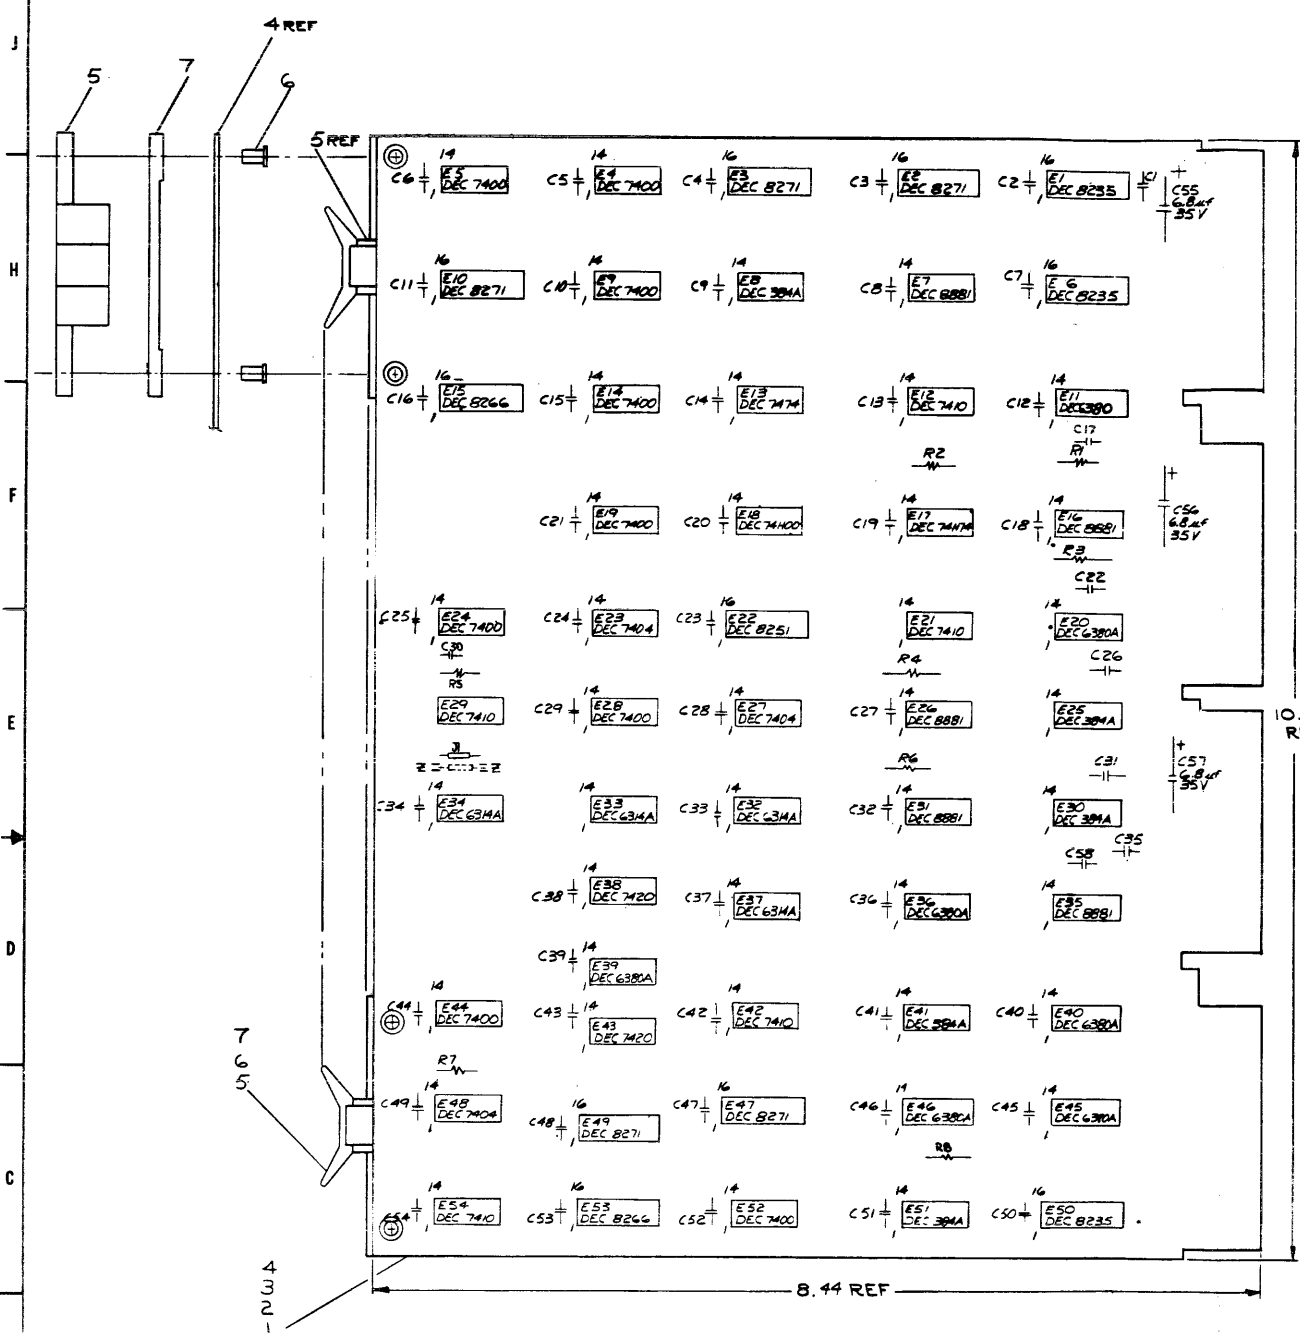 J
4 REF
5
7
6
5 REF
C6 14 E5 DEC 7400
C5 14 E4 DEC 7400
C4 16 E3 DEC 8271
C3 16 E2 DEC 8271
C2 16 E1 DEC 8235
C1
+
C55
6.8 uf
35V
H
C11 16 E10 DEC 8271
C10 14 E9 DEC 7400
C9 14 E8 DEC 384A
C8 14 E7 DEC 8881
C7 16 E6 DEC 8235
C16 16 E15 DEC 8266
C15 14 E14 DEC 7400
C14 14 E13 DEC 7474
C13 14 E12 DEC 7410
C12 14 E11 DEC 6380
C17
R2
R1
F
C21 14 E19 DEC 7400
C20 14 E18 DEC 74H00
C19 14 E17 DEC 74H74
C18 14 E16 DEC 8881
+
C56
6.8 uf
35V
R3
C22
C25 14 E24 DEC 7400
C24 14 E23 DEC 7404
C23 16 E22 DEC 8251
14 E21 DEC 7410
14 E20 DEC 6380A
C30
R5
R4
C26
E
E29 DEC 7410
C29 14 E28 DEC 7400
C28 14 E27 DEC 7404
C27 14 E26 DEC 8881
14 E25 DEC 384A
10.
R
J1
Z Z
R6
C31
+
C57
6.8 uf
35V
C34 14 E34 DEC 6314A
14 E33 DEC 6314A
C33 14 E32 DEC 6314A
C32 14 E31 DEC 8881
14 E30 DEC 384A
C35
C58
D
C38 14 E38 DEC 7420
C37 14 E37 DEC 6314A
C36 14 E36 DEC 6380A
14 E35 DEC 8881
C39 14 E39 DEC 6380A
C44 14 E44 DEC 7400
C43 14 E43 DEC 7420
C42 14 E42 DEC 7410
C41 14 E41 DEC 384A
C40 14 E40 DEC 6380A
7
6
5
R7
C49 14 E48 DEC 7404
C48 16 E49 DEC 8271
C47 16 E47 DEC 8271
C46 14 E46 DEC 6380A
C45 14 E45 DEC 6380A
R8
C
C54 14 E54 DEC 7410
C53 16 E53 DEC 8266
C52 14 E52 DEC 7400
C51 14 E51 DEC 384A
C50 16 E50 DEC 8235
4
3
2
1
8.44 REF